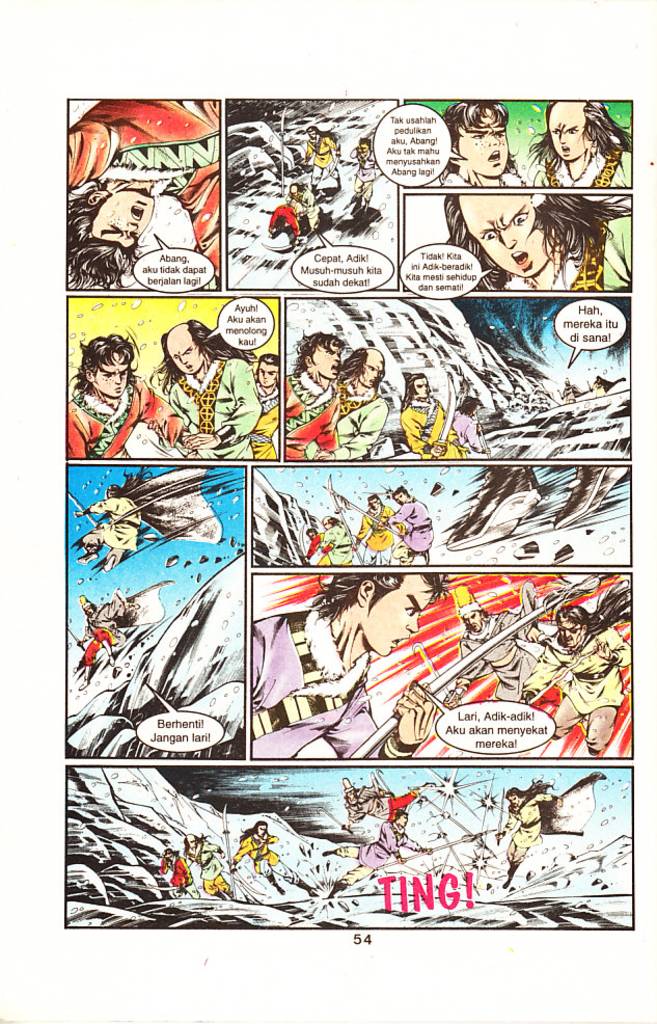 Abang,
aku tidak dapat
berjalan lagi!
Cepat, Adik!
Musuh-musuh kita
sudah dekat!
Tak usahlah
pedulikan
aku, Abang!
Aku tak mahu
menyusahkan
Abang lagi!
Tidak! Kita
ini Adik-beradik!
Kita mesti sehidup
dan semati!
Ayuh!
Aku akan
menolong
kau!
Hah,
mereka itu
di sana!
Berhenti!
Jangan lari!
Lari, Adik-adik!
Aku akan menyekat
mereka!
TING!
54